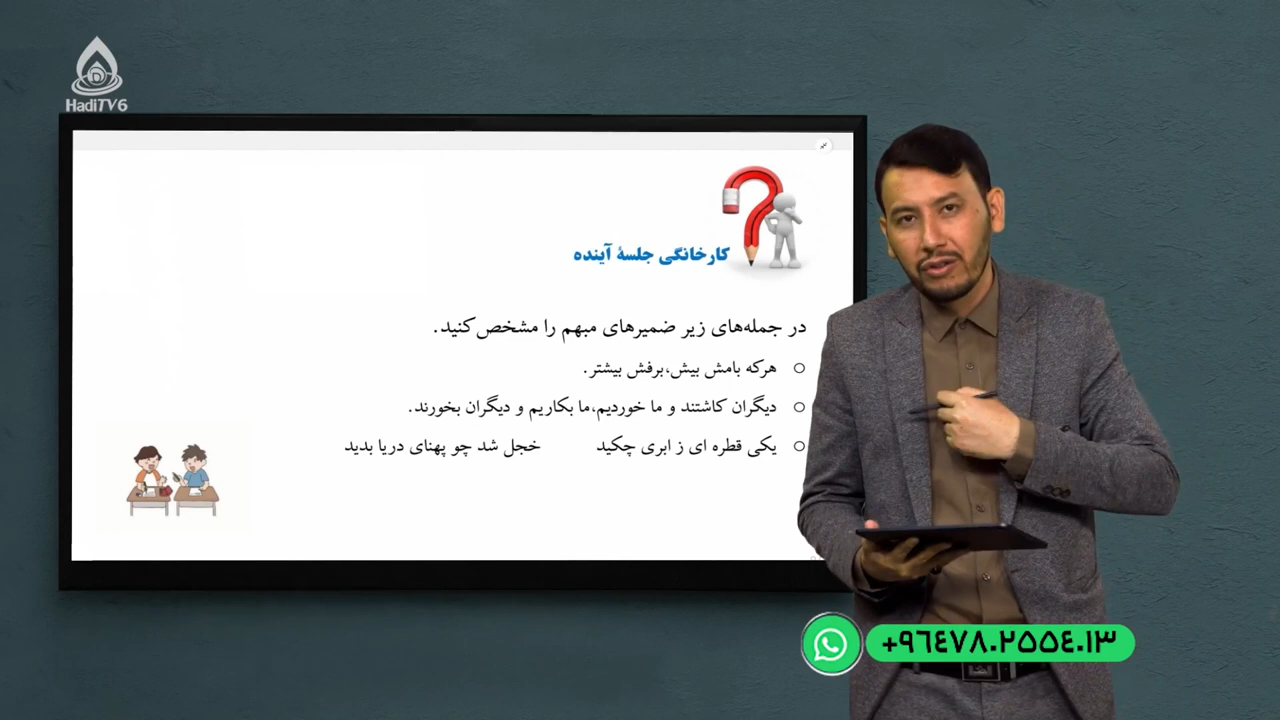 HadiTV6
کارخانگی جلسهٔ آینده
در جمله‌های زیر ضمیرهای مبهم را مشخص کنید.
هرکه بامش بیش،برفش بیشتر.
دیگران کاشتند و ما خوردیم،ما بکاریم و دیگران بخورند.
یکی قطره ای ز ابری چکید خجل شد چو پهنای دریا بدید
+٩٦٤٧٨٠٢٥٥٤٠١٣